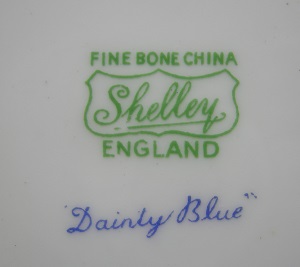 FINE BONE CHINA
Shelley
ENGLAND
"Dainty Blue"